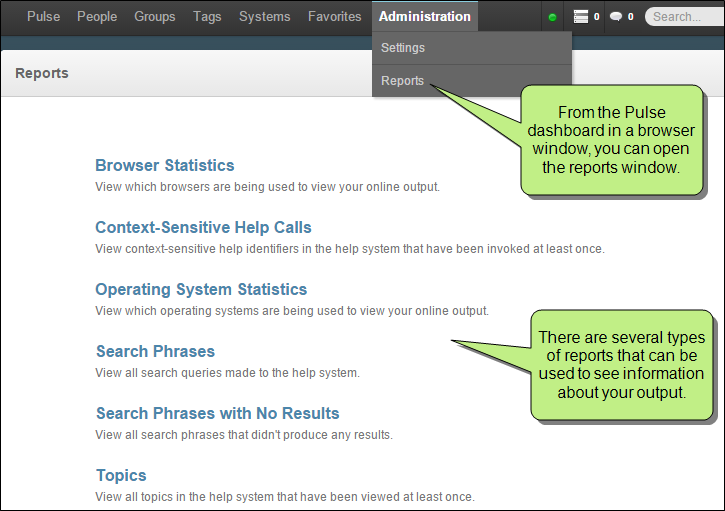 Pulse People Groups Tags Systems Favorites Administration 0 0 Search...
Settings
Reports
Reports
From the Pulse
dashboard in a browser
window, you can open
the reports window.
Browser Statistics
View which browsers are being used to view your online output.
Context-Sensitive Help Calls
View context-sensitive help identifiers in the help system that have been invoked at least once.
Operating System Statistics
View which operating systems are being used to view your online output.
There are several types
of reports that can be
used to see information
about your output.
Search Phrases
View all search queries made to the help system.
Search Phrases with No Results
View all search phrases that didn't produce any results.
Topics
View all topics in the help system that have been viewed at least once.